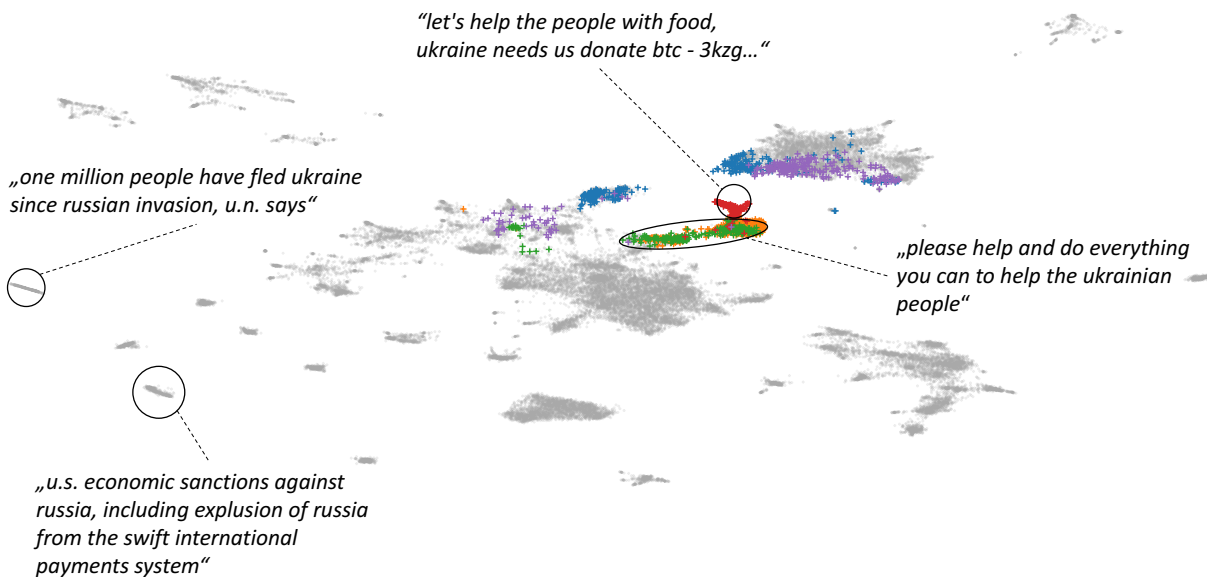 “let's help the people with food,
ukraine needs us donate btc - 3kzg…“
„one million people have fled ukraine
since russian invasion, u.n. says“
„please help and do everything
you can to help the ukrainian
people“
„u.s. economic sanctions against
russia, including explusion of russia
from the swift international
payments system“